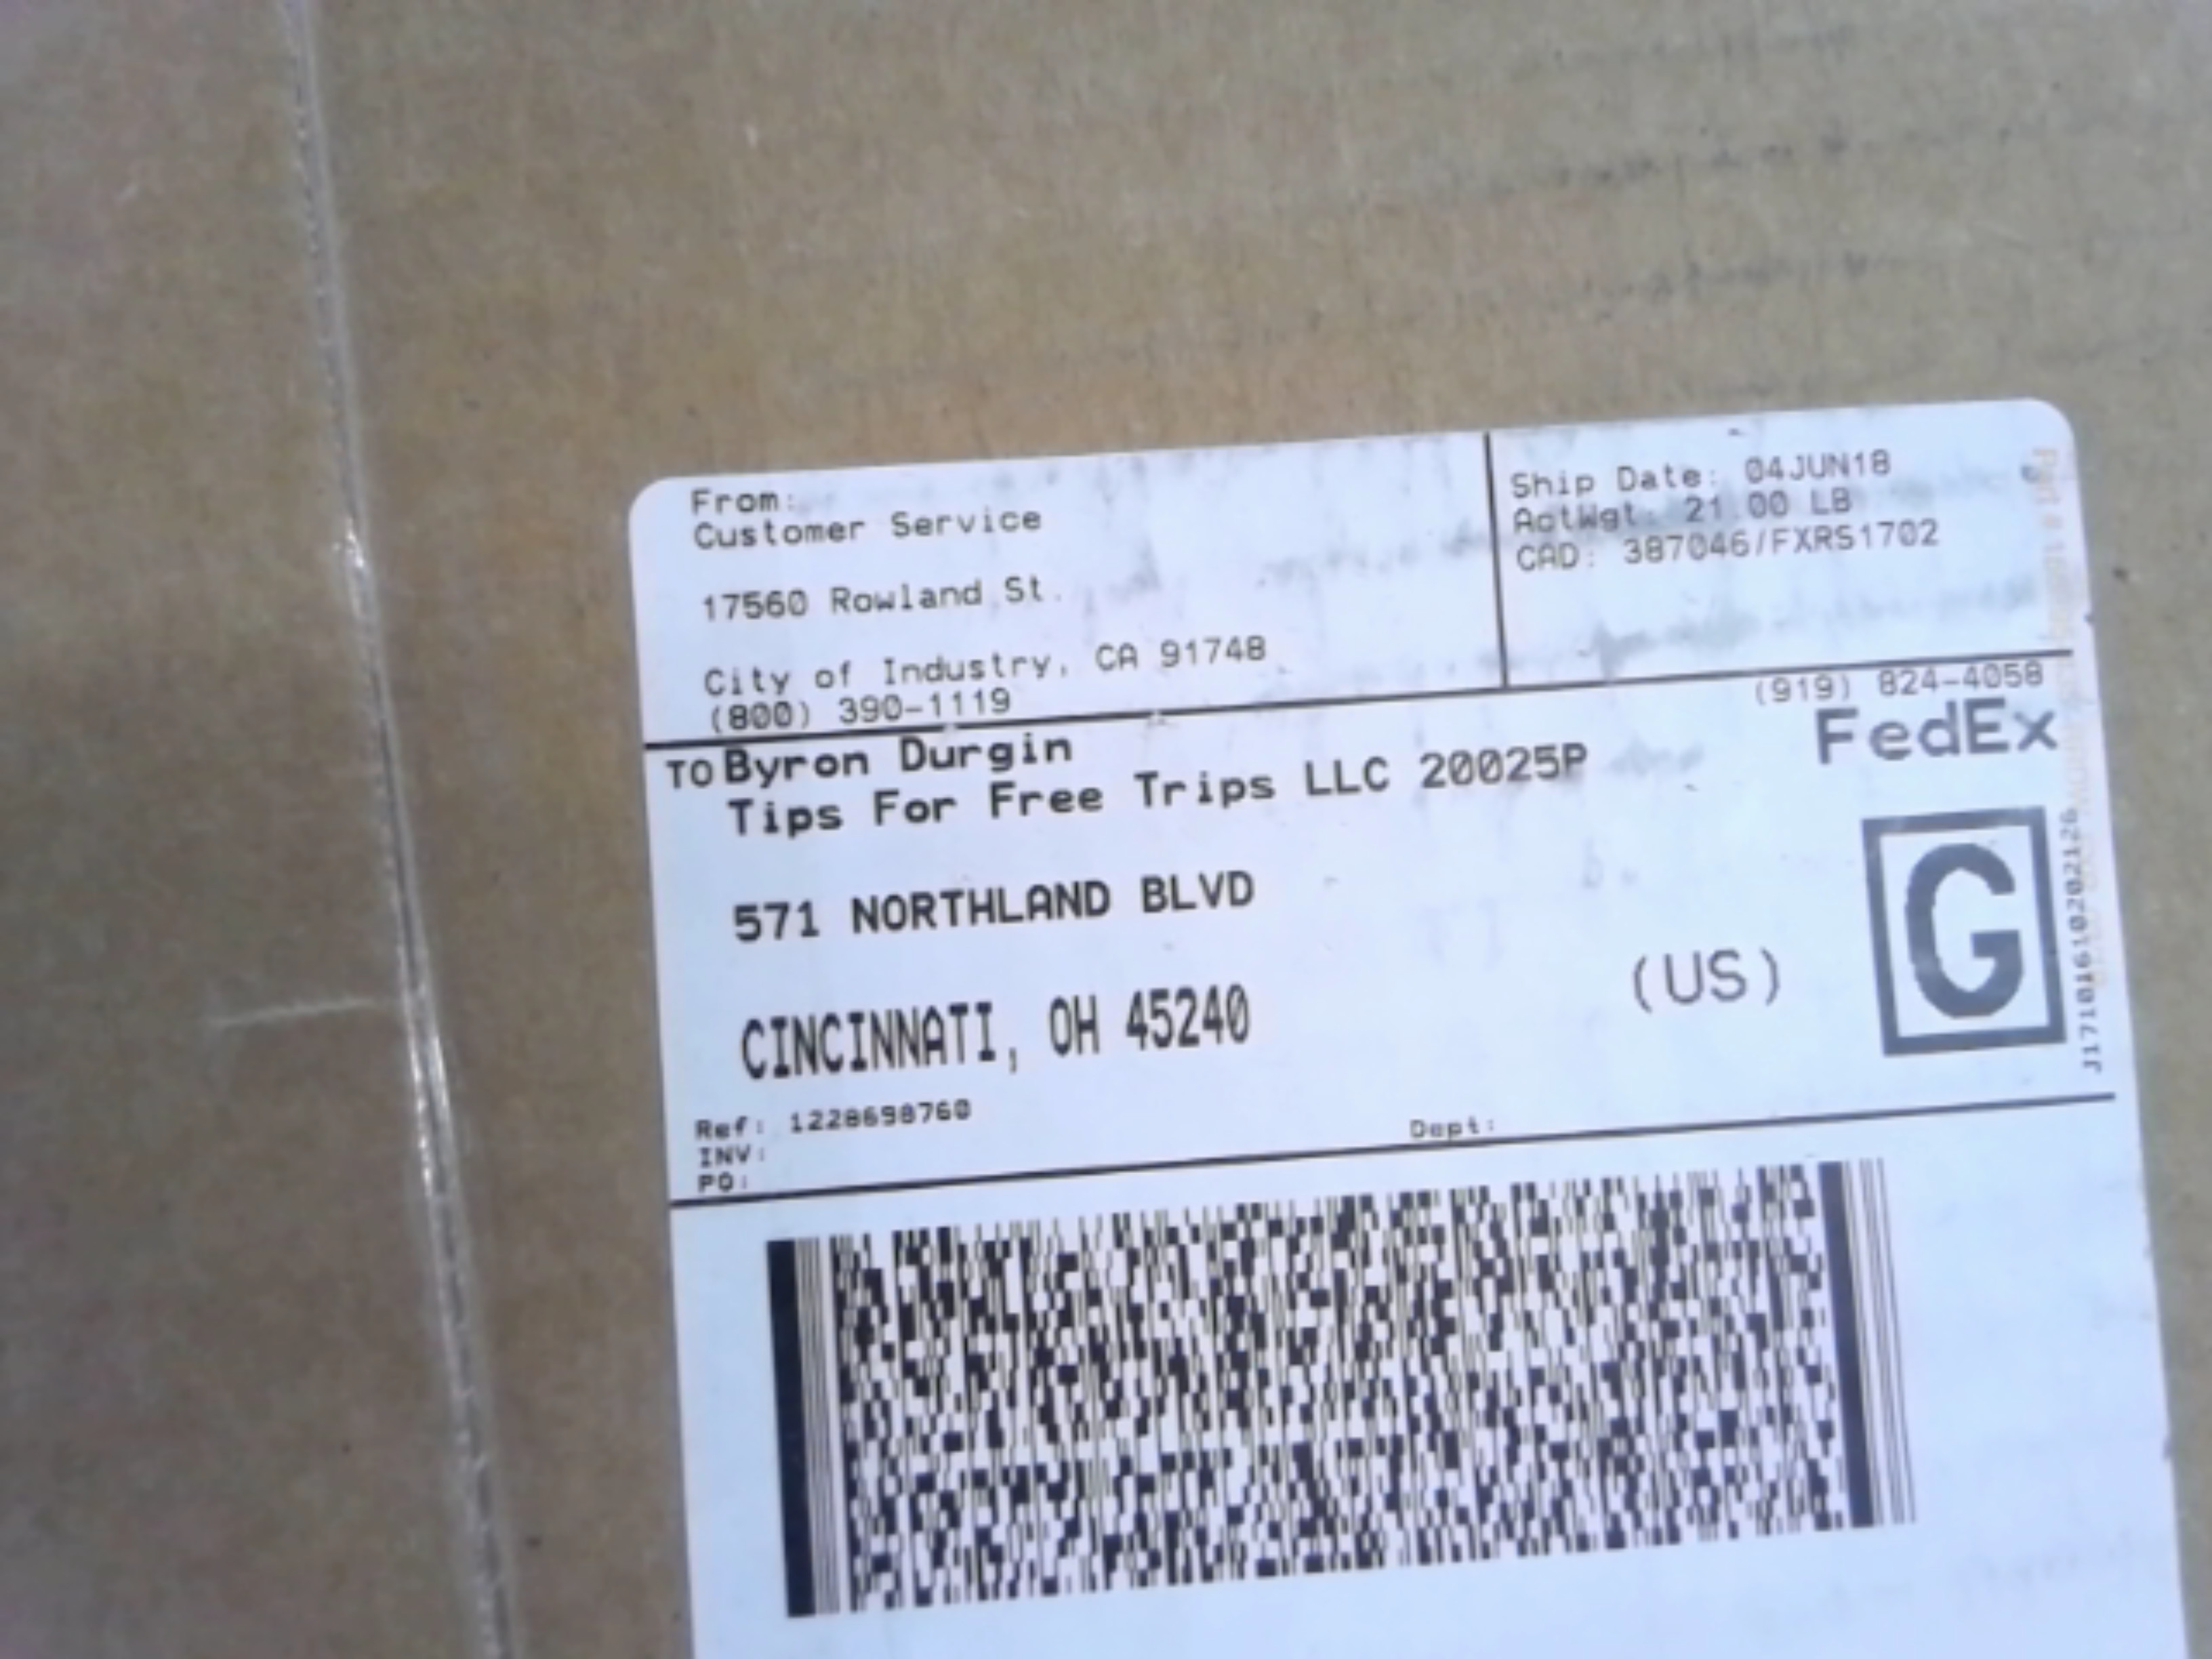 From:
Customer Service
17560 Rowland St.
City of Industry, CA 91748
(800) 390-1119
Ship Date: 04JUN18
ActWgt: 21.00 LB
CAD: 387046/FXRS1702
(919) 824-4058
TO Byron Durgin
Tips For Free Trips LLC 20025P
571 NORTHLAND BLVD
CINCINNATI, OH 45240
(US)
FedEx
G
J17101610202126
Ref: 1228698760
INV:
PO:
Dept: